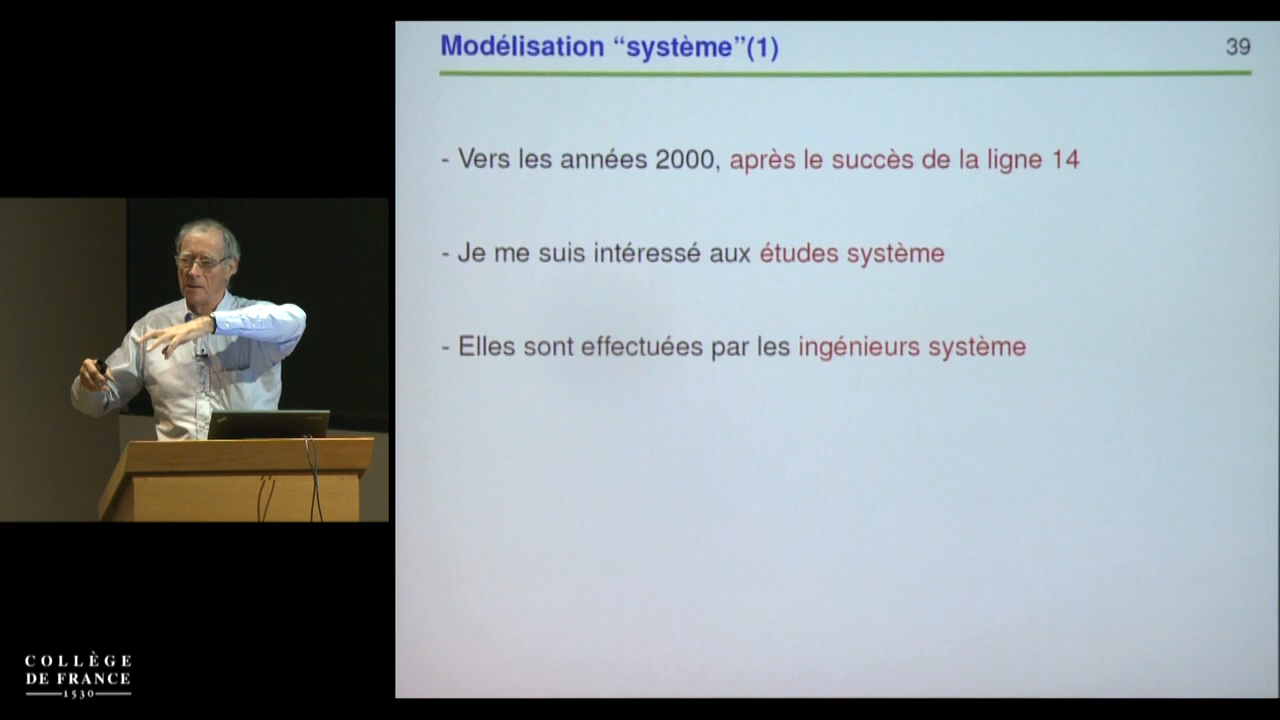 Modélisation “système”(1)
39
- Vers les années 2000, après le succès de la ligne 14
- Je me suis intéressé aux études système
- Elles sont effectuées par les ingénieurs système
COLLÈGE
DE FRANCE
1530